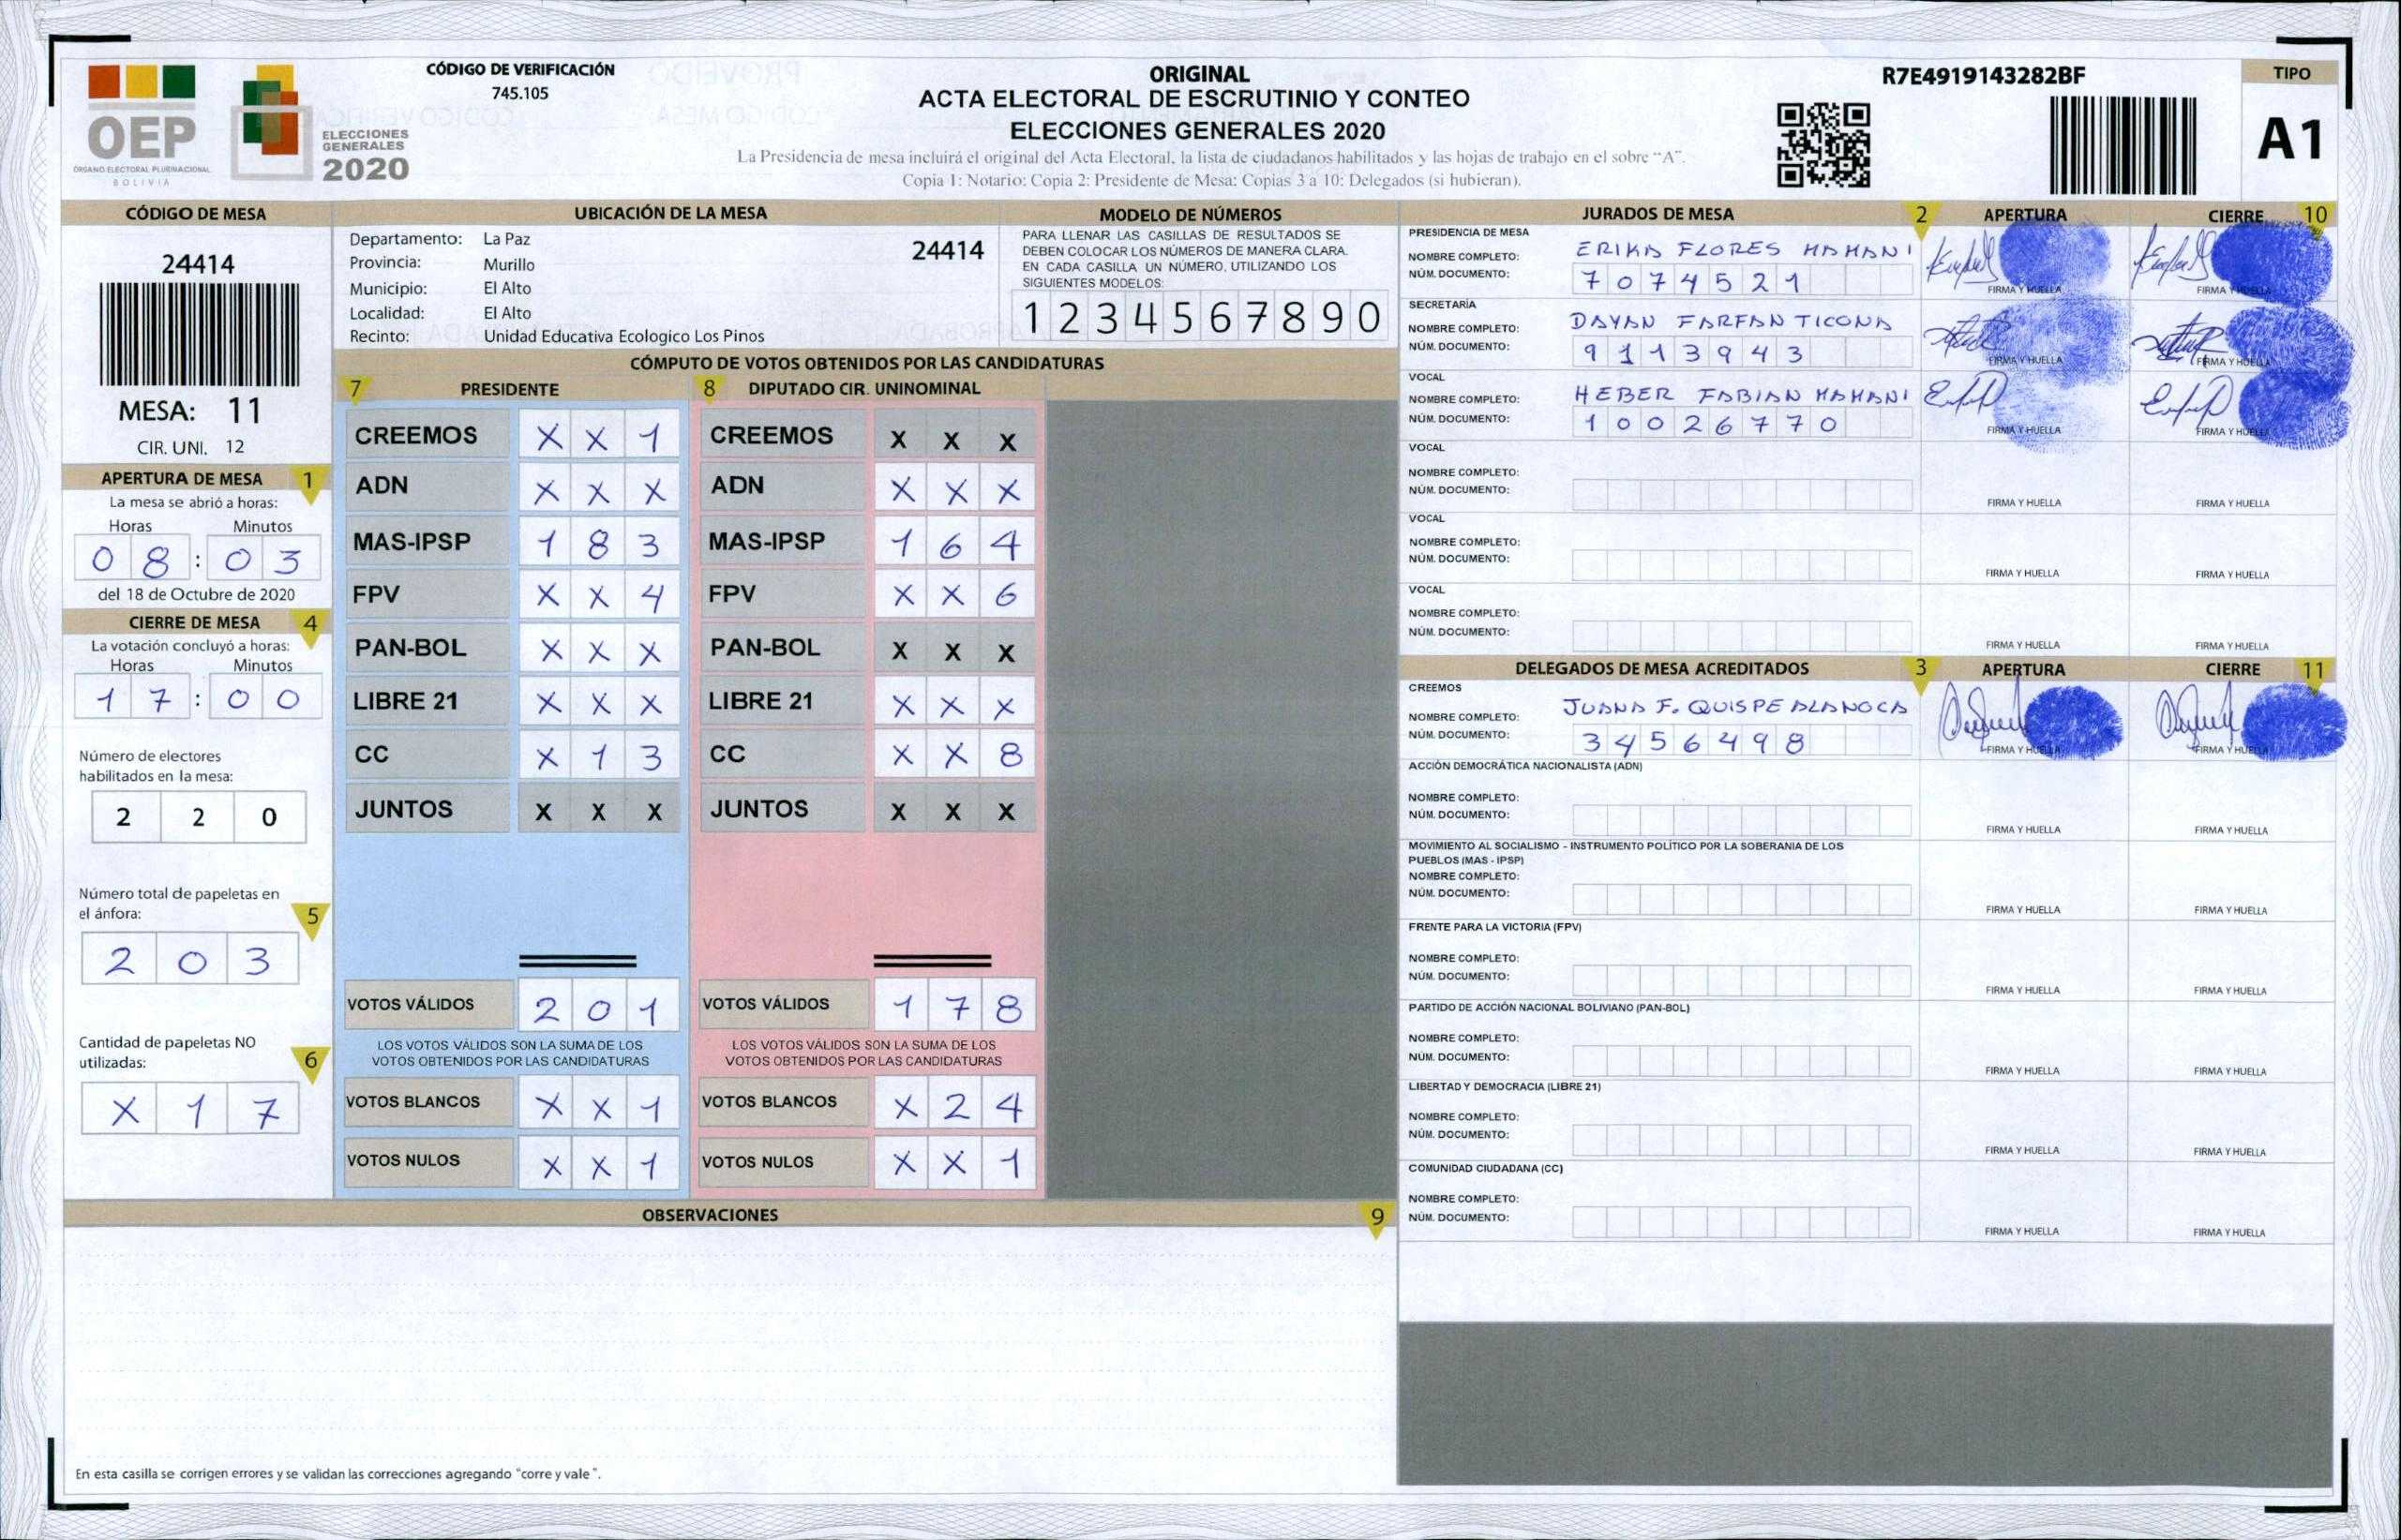 CÓDIGO DE VERIFICACIÓN
745.105
OEP
ÓRGANO ELECTORAL PLURINACIONAL
BOLIVIA
ELECCIONES
GENERALES
2020
ORIGINAL
ACTA ELECTORAL DE ESCRUTINIO Y CONTEO
ELECCIONES GENERALES 2020
La Presidencia de mesa incluirá el original del Acta Electoral, la lista de ciudadanos habilitados y las hojas de trabajo en el sobre "A".
Copia 1: Notario; Copia 2: Presidente de Mesa; Copias 3 a 10: Delegados (si hubieran).
R7E4919143282BF
TIPO
A1
CÓDIGO DE MESA
24414
MESA: 11
CIR. UNI. 12
APERTURA DE MESA 1
La mesa se abrió a horas:
Horas Minutos
0 8 : 0 3
del 18 de Octubre de 2020
CIERRE DE MESA 4
La votación concluyó a horas:
Horas Minutos
1 7 : 0 0
Número de electores
habilitados en la mesa:
2 2 0
Número total de papeletas en
el ánfora: 5
2 0 3
Cantidad de papeletas NO
utilizadas: 6
X 1 7
UBICACIÓN DE LA MESA
Departamento: La Paz 24414
Provincia: Murillo
Municipio: El Alto
Localidad: El Alto
Recinto: Unidad Educativa Ecologico Los Pinos
MODELO DE NÚMEROS
PARA LLENAR LAS CASILLAS DE RESULTADOS SE
DEBEN COLOCAR LOS NÚMEROS DE MANERA CLARA.
EN CADA CASILLA UN NÚMERO, UTILIZANDO LOS
SIGUIENTES MODELOS:
1 2 3 4 5 6 7 8 9 0
CÓMPUTO DE VOTOS OBTENIDOS POR LAS CANDIDATURAS
7 PRESIDENTE 8 DIPUTADO CIR. UNINOMINAL
CREEMOS X X 1 CREEMOS X X X
ADN X X X ADN X X X
MAS-IPSP 1 8 3 MAS-IPSP 1 6 4
FPV X X 4 FPV X X 6
PAN-BOL X X X PAN-BOL X X X
LIBRE 21 X X X LIBRE 21 X X X
CC X 1 3 CC X X 8
JUNTOS X X X JUNTOS X X X
VOTOS VÁLIDOS 2 0 1 VOTOS VÁLIDOS 1 7 8
LOS VOTOS VÁLIDOS SON LA SUMA DE LOS LOS VOTOS VÁLIDOS SON LA SUMA DE LOS
VOTOS OBTENIDOS POR LAS CANDIDATURAS VOTOS OBTENIDOS POR LAS CANDIDATURAS
VOTOS BLANCOS X X 1 VOTOS BLANCOS X 2 4
VOTOS NULOS X X 1 VOTOS NULOS X X 1
OBSERVACIONES 9
En esta casilla se corrigen errores y se validan las correcciones agregando "corre y vale".
JURADOS DE MESA 2 APERTURA CIERRE 10
PRESIDENCIA DE MESA
NOMBRE COMPLETO: ERIKA FLORES MAMANI
NÚM. DOCUMENTO: 7 0 7 4 5 2 1
FIRMA Y HUELLA FIRMA Y HUELLA
SECRETARÍA
NOMBRE COMPLETO: DAYAN FARFAN TICONA
NÚM. DOCUMENTO: 9 1 1 3 9 4 3
FIRMA Y HUELLA FIRMA Y HUELLA
VOCAL
NOMBRE COMPLETO: HEBER FABIAN MAMANI
NÚM. DOCUMENTO: 1 0 0 2 6 7 7 0
FIRMA Y HUELLA FIRMA Y HUELLA
VOCAL
NOMBRE COMPLETO:
NÚM. DOCUMENTO:
FIRMA Y HUELLA FIRMA Y HUELLA
VOCAL
NOMBRE COMPLETO:
NÚM. DOCUMENTO:
FIRMA Y HUELLA FIRMA Y HUELLA
VOCAL
NOMBRE COMPLETO:
NÚM. DOCUMENTO:
FIRMA Y HUELLA FIRMA Y HUELLA
DELEGADOS DE MESA ACREDITADOS 3 APERTURA CIERRE 11
CREEMOS
NOMBRE COMPLETO: JUANA F. QUISPE ALANOCA
NÚM. DOCUMENTO: 3 4 5 6 4 9 8
FIRMA Y HUELLA FIRMA Y HUELLA
ACCIÓN DEMOCRÁTICA NACIONALISTA (ADN)
NOMBRE COMPLETO:
NÚM. DOCUMENTO:
FIRMA Y HUELLA FIRMA Y HUELLA
MOVIMIENTO AL SOCIALISMO - INSTRUMENTO POLÍTICO POR LA SOBERANIA DE LOS
PUEBLOS (MAS - IPSP)
NOMBRE COMPLETO:
NÚM. DOCUMENTO:
FIRMA Y HUELLA FIRMA Y HUELLA
FRENTE PARA LA VICTORIA (FPV)
NOMBRE COMPLETO:
NÚM. DOCUMENTO:
FIRMA Y HUELLA FIRMA Y HUELLA
PARTIDO DE ACCIÓN NACIONAL BOLIVIANO (PAN-BOL)
NOMBRE COMPLETO:
NÚM. DOCUMENTO:
FIRMA Y HUELLA FIRMA Y HUELLA
LIBERTAD Y DEMOCRACIA (LIBRE 21)
NOMBRE COMPLETO:
NÚM. DOCUMENTO:
FIRMA Y HUELLA FIRMA Y HUELLA
COMUNIDAD CIUDADANA (CC)
NOMBRE COMPLETO:
NÚM. DOCUMENTO:
FIRMA Y HUELLA FIRMA Y HUELLA